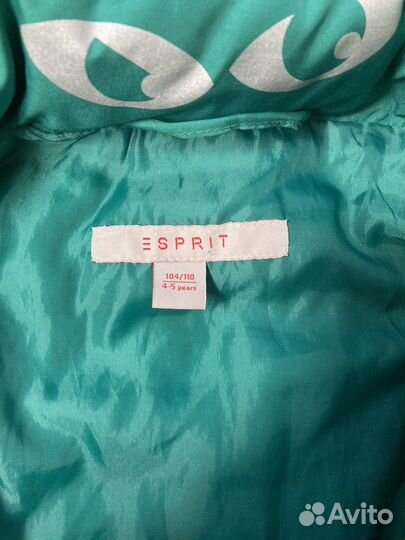 ESPRIT
104/110
4-5 years
Avito